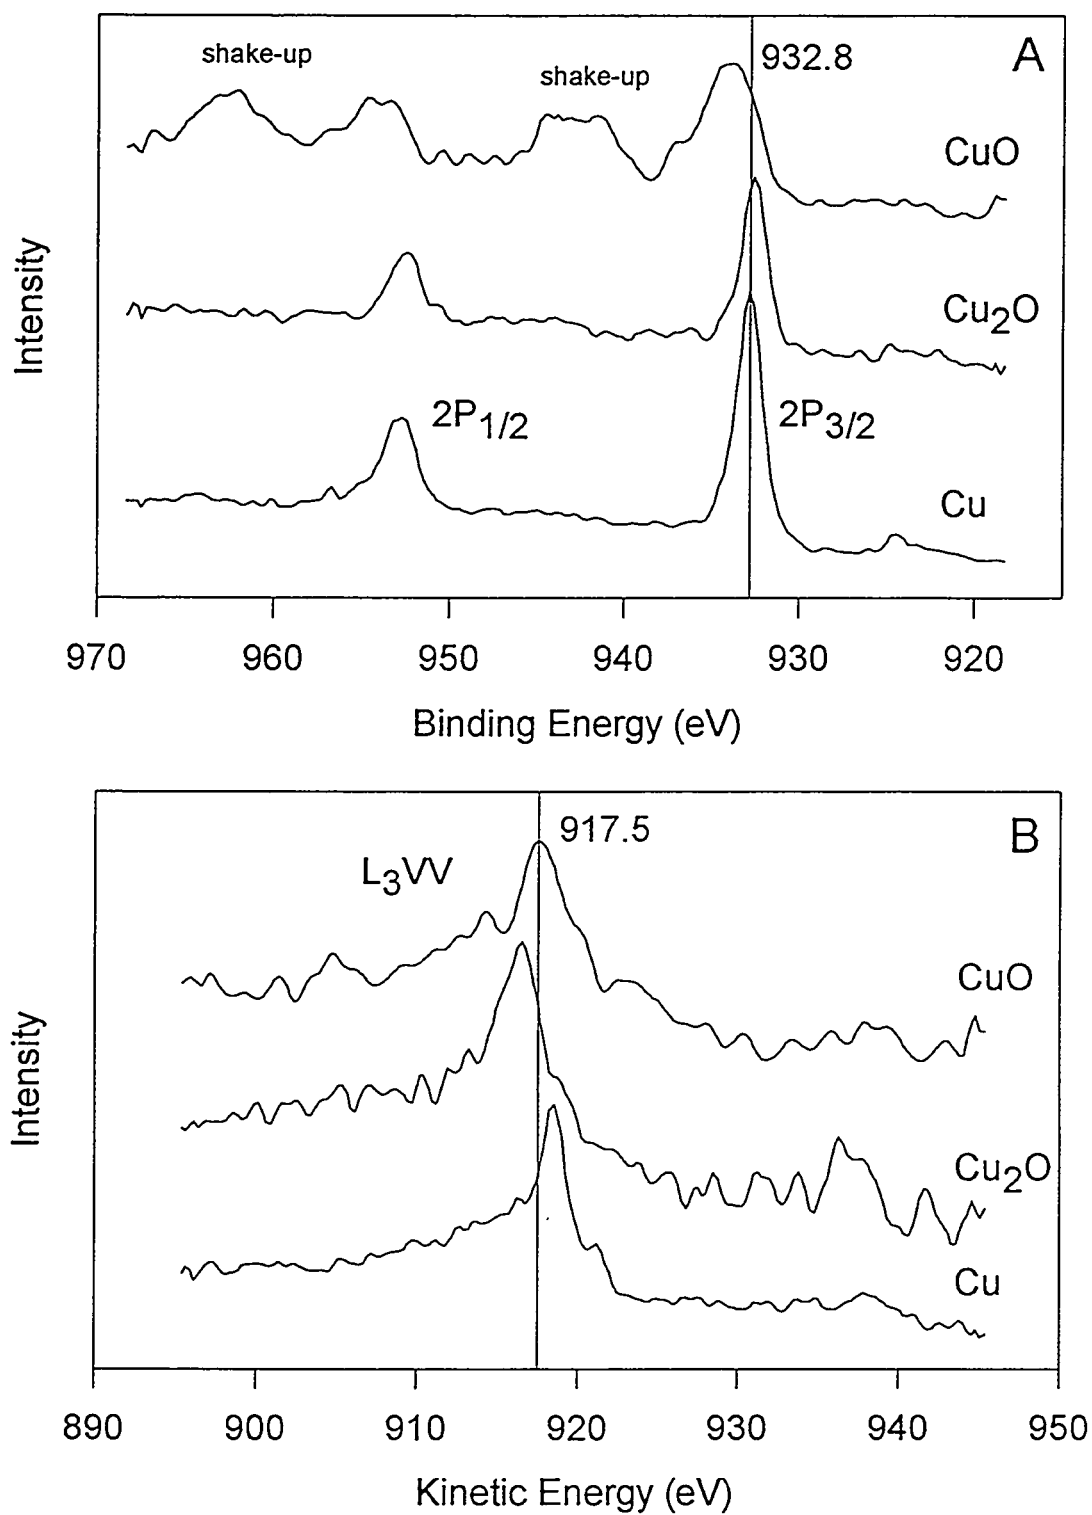 A
shake-up
932.8
shake-up
CuO
Cu₂O
2P₁/₂
2P₃/₂
Cu
Intensity
970 960 950 940 930 920
Binding Energy (eV)
B
917.5
L₃VV
CuO
Cu₂O
Cu
Intensity
890 900 910 920 930 940 950
Kinetic Energy (eV)